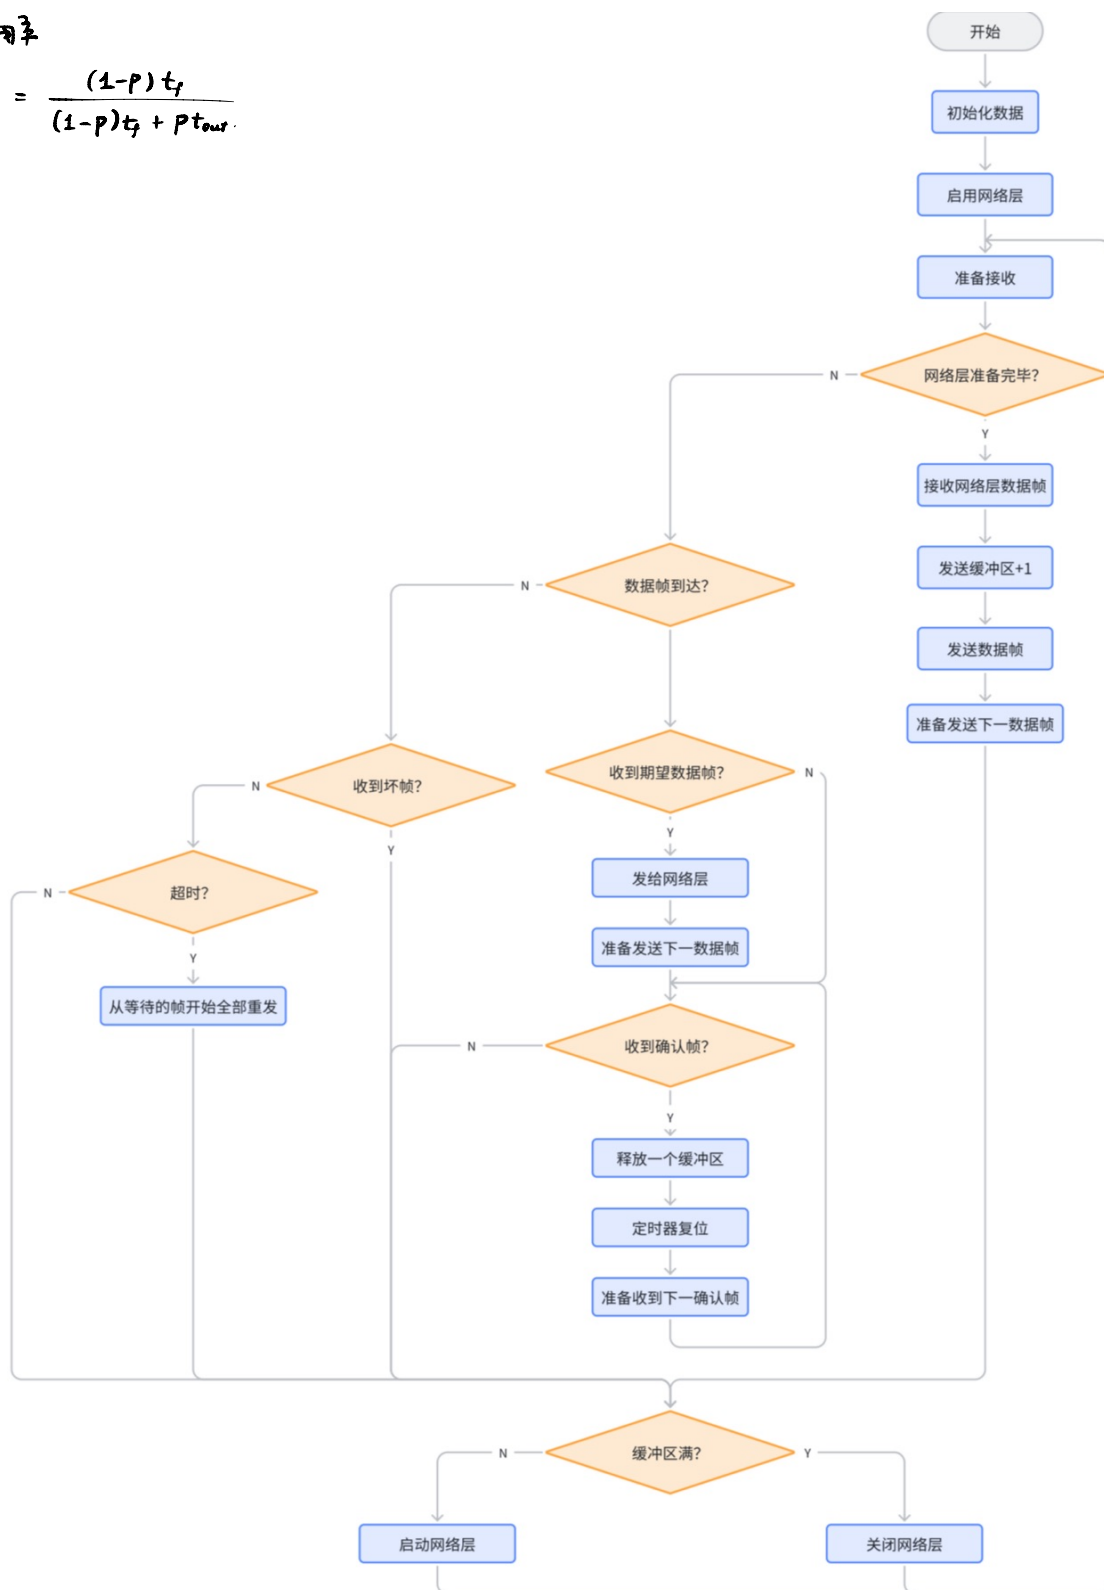 用率
= (1-p) t_f / (1-p)t_f + p t_out.
开始
初始化数据
启用网络层
准备接收
网络层准备完毕?
N
Y
接收网络层数据帧
发送缓冲区+1
数据帧到达?
N
发送数据帧
准备发送下一数据帧
收到坏帧?
N
Y
收到期望数据帧?
N
Y
超时?
N
Y
发给网络层
准备发送下一数据帧
从等待的帧开始全部重发
收到确认帧?
N
Y
释放一个缓冲区
定时器复位
准备收到下一确认帧
缓冲区满?
N
Y
启动网络层
关闭网络层